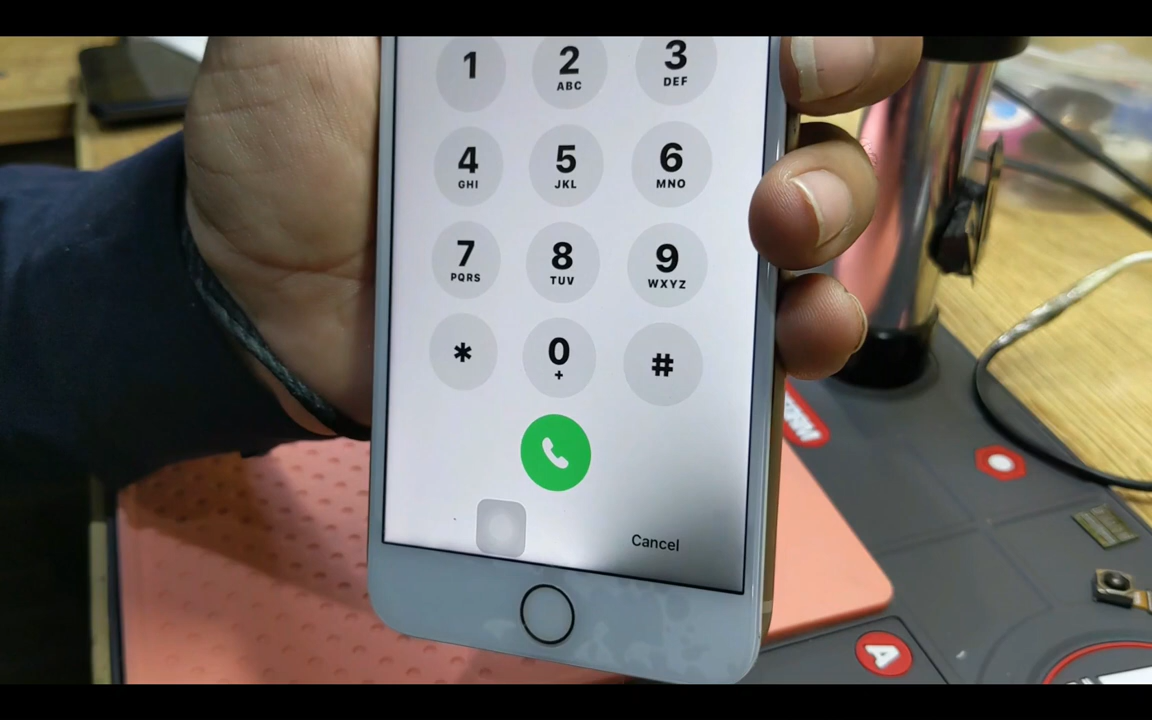 1 2 3
ABC DEF
4 5 6
GHI JKL MNO
7 8 9
PQRS TUV WXYZ
* 0 #
+
Cancel
A